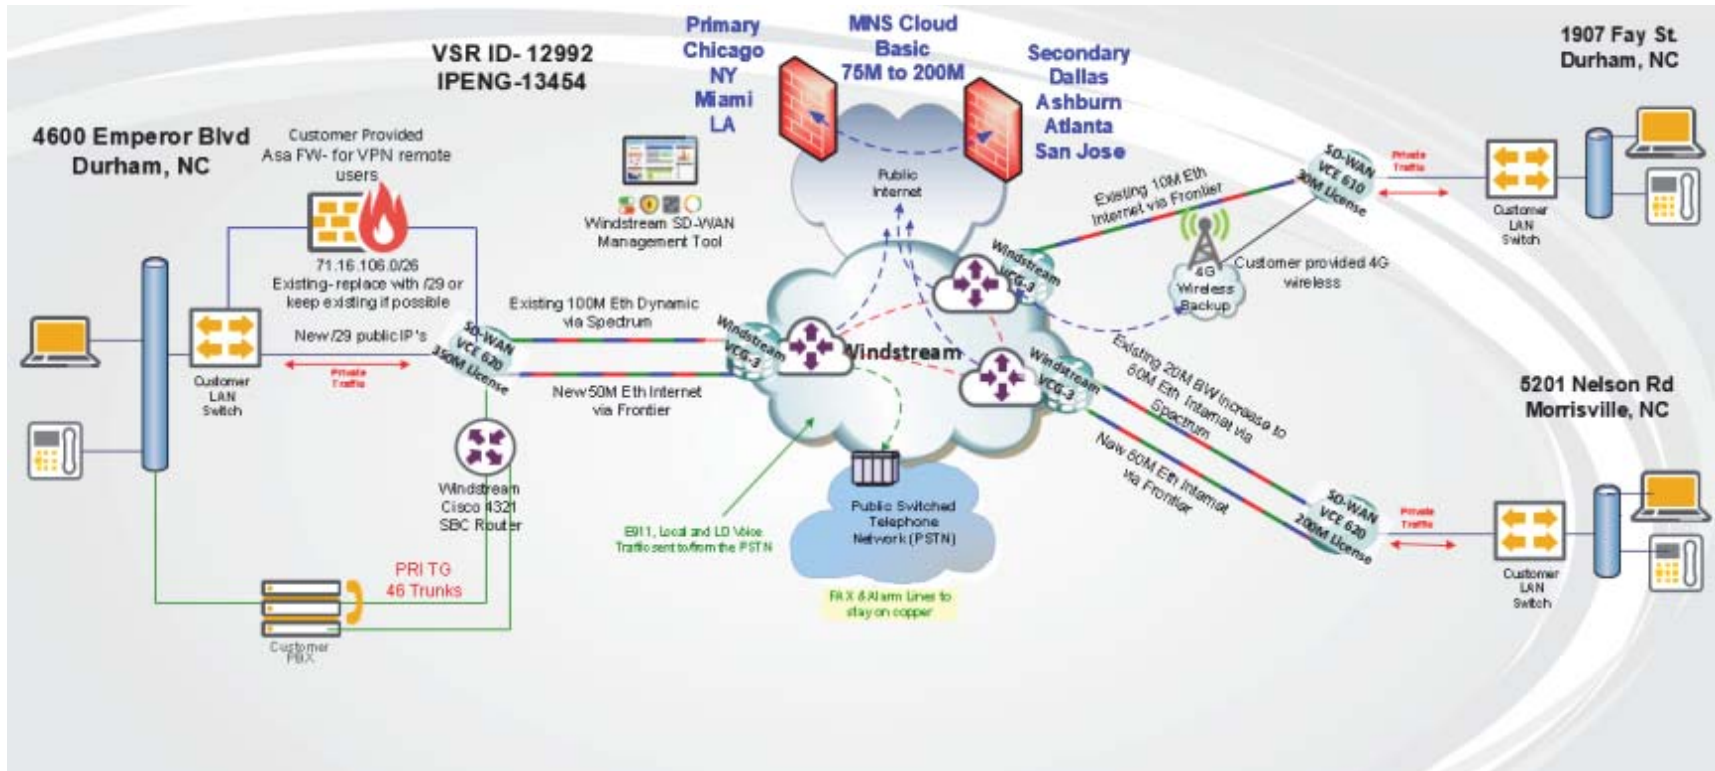 VSR ID- 12992
IPENG-13454
Primary
Chicago
NY
Miami
LA
MNS Cloud
Basic
75M to 200M
Secondary
Dallas
Ashburn
Atlanta
San Jose
1907 Fay St.
Durham, NC
4600 Emperor Blvd
Durham, NC
Customer Provided
Asa FW- for VPN remote
users
71.16.106.0/26
Existing- replace with /29 or
keep existing if possible
New /29 public IP's
Private
Traffic
Customer
LAN
Switch
SD-WAN
VCE 620
350M License
Windstream
Cisco 4321
SBC Router
PRI TG
46 Trunks
Customer
PBX
Windstream SD-WAN
Management Tool
Existing 100M Eth Dynamic
via Spectrum
New 50M Eth Internet
via Frontier
Windstream
VCG-3
Public
Internet
Windstream
Windstream
VCG-3
Windstream
VCG-3
E911, Local and LD Voice
Traffic sent to/from the PSTN
Public Switched
Telephone
Network (PSTN)
FAX & Alarm Lines to
stay on copper
Existing 10M Eth
Internet via Frontier
4G
Wireless
Backup
Customer provided 4G
wireless
SD-WAN
VCE 610
30M License
Private
Traffic
Customer
LAN
Switch
Existing 20M BW increase to
50M Eth Internet via
Spectrum
New 50M Eth Internet
via Frontier
5201 Nelson Rd
Morrisville, NC
SD-WAN
VCE 620
200M License
Private
Traffic
Customer
LAN
Switch